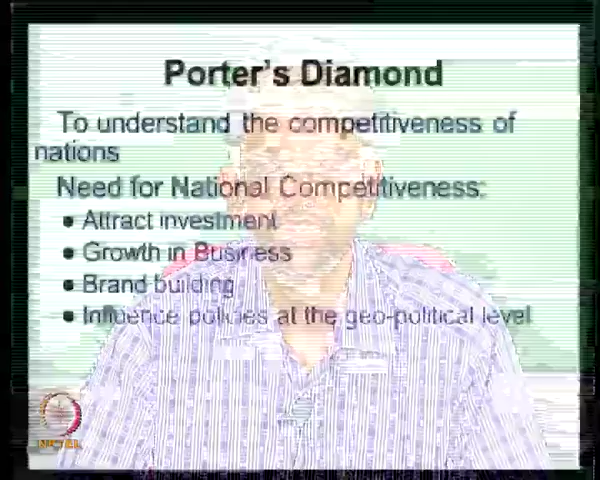 Porter's Diamond
To understand the competitiveness of
nations
Need for National Competitiveness:
• Attract investment
• Growth in Business
• Brand building
• Influence policies at the geo-political level
NPTEL